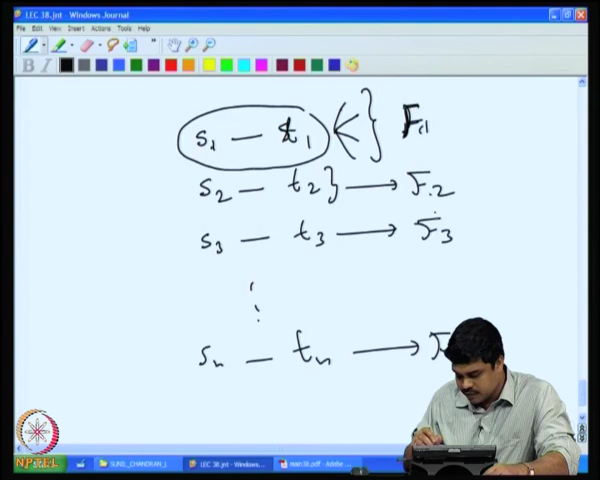 LEC 38.jnt - Windows Journal
File Edit View Insert Actions Tools Help
B I
s₁ — t₁ } F₁
s₂ — t₂ } → F₂
s₃ — t₃ → F₃
⋮
sₙ — tₙ → F
NPTEL
SUNIL_CHANDRAN_L
LEC 38.jnt - Windows...
main38.pdf - Adobe ...